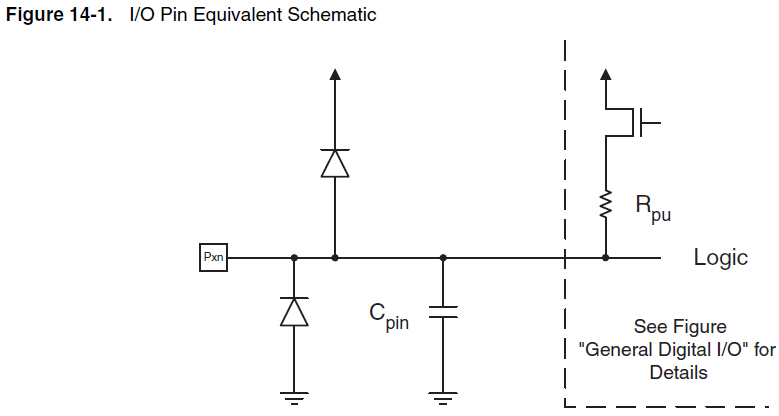 Figure 14-1. I/O Pin Equivalent Schematic
Rpu
Pxn
Logic
Cpin
See Figure
"General Digital I/O" for
Details